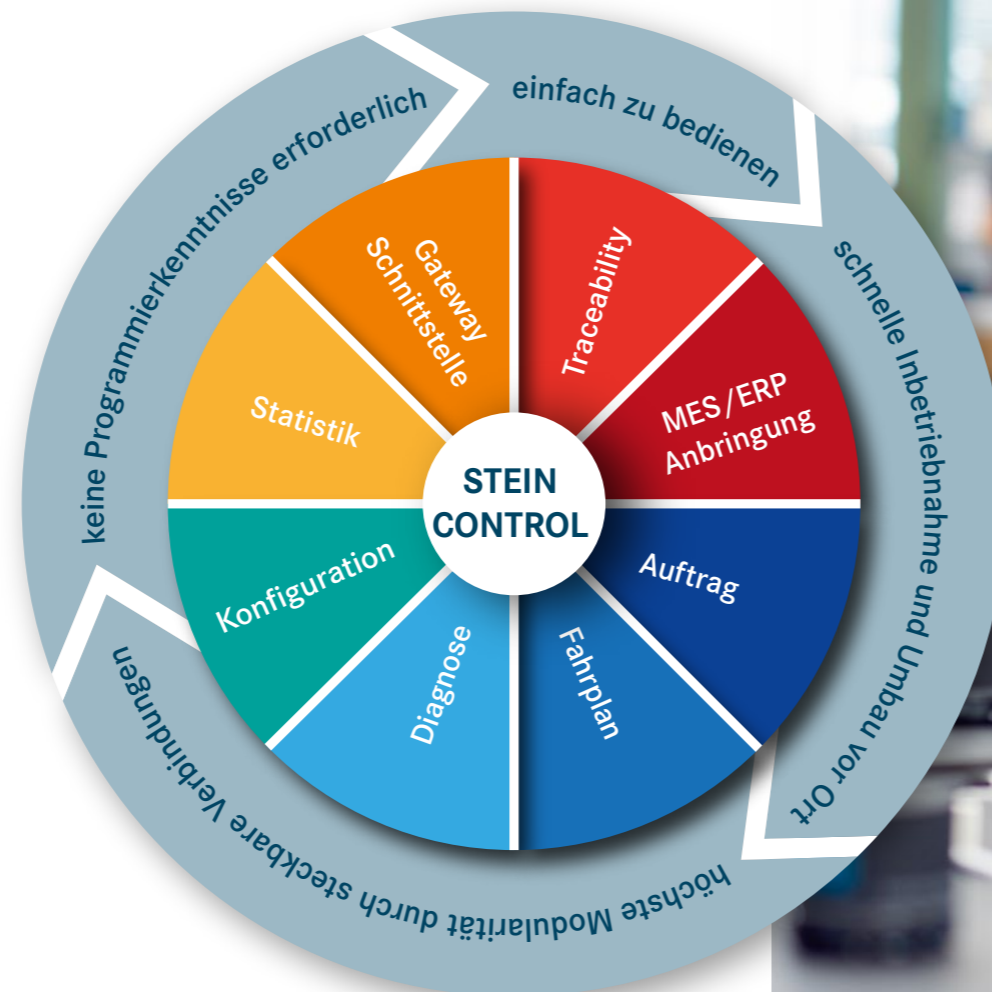 STEIN
CONTROL
Traceability
MES/ERP
Anbringung
Auftrag
Fahrplan
Diagnose
Konfiguration
Statistik
Gateway
Schnittstelle
einfach zu bedienen
schnelle Inbetriebnahme und Umbau vor Ort
höchste Modularität durch steckbare Verbindungen
keine Programmierkenntnisse erforderlich